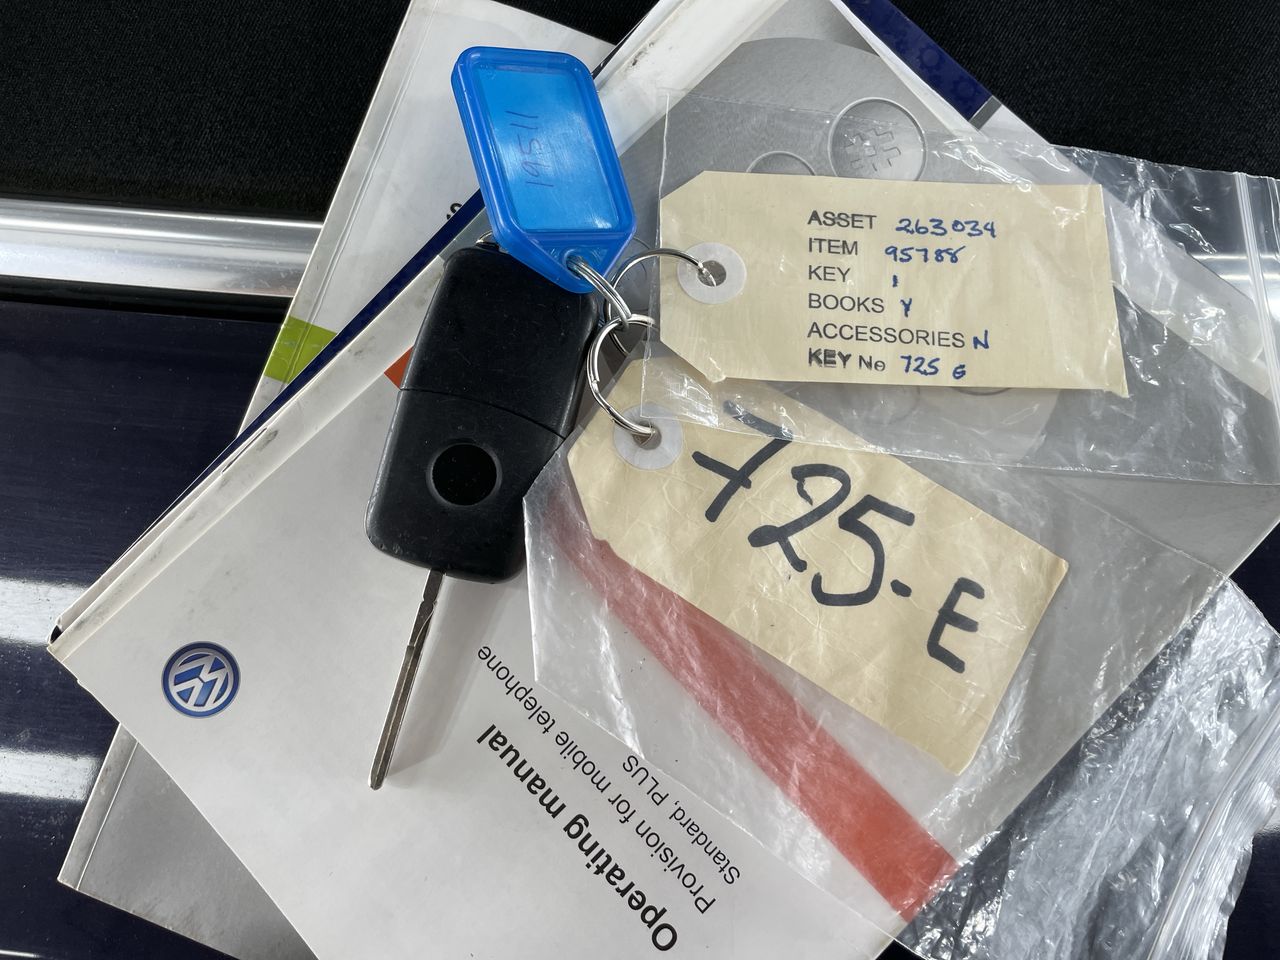 19511
ASSET 263034
ITEM 95788
KEY 1
BOOKS Y
ACCESSORIES N
KEY No 725 G
725-E
Operating manual
Provision for mobile telephone
Standard, PLUS